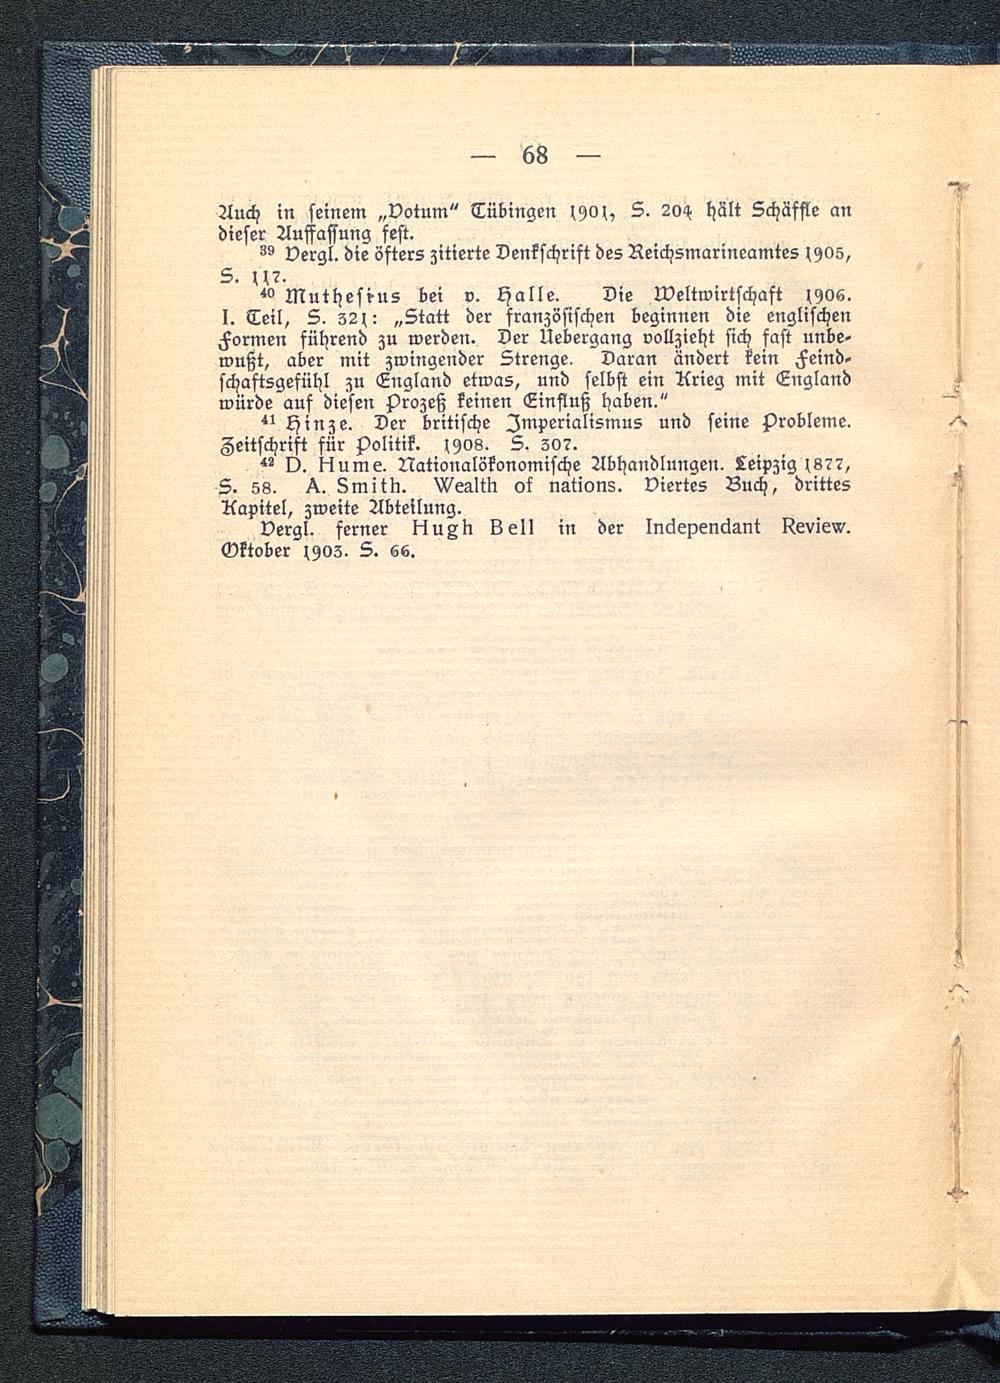 — 68 —
Auch in seinem „Votum“ Tübingen 1901, S. 204 hält Schäffle an
dieser Auffassung fest.
³⁹ Vergl. die öfters zitierte Denkschrift des Reichsmarineamtes 1905,
S. 117.
⁴⁰ Muthesius bei v. Halle. Die Weltwirtschaft 1906.
I. Teil, S. 321: „Statt der französischen beginnen die englischen
Formen führend zu werden. Der Uebergang vollzieht sich fast unbe-
wußt, aber mit zwingender Strenge. Daran ändert kein Feind-
schaftsgefühl zu England etwas, und selbst ein Krieg mit England
würde auf diesen Prozeß keinen Einfluß haben.“
⁴¹ Hinze. Der britische Imperialismus und seine Probleme.
Zeitschrift für Politik. 1908. S. 307.
⁴² D. Hume. Nationalökonomische Abhandlungen. Leipzig 1877,
S. 58. A. Smith. Wealth of nations. Viertes Buch, drittes
Kapitel, zweite Abteilung.
Vergl. ferner Hugh Bell in der Independant Review.
Oktober 1903. S. 66.